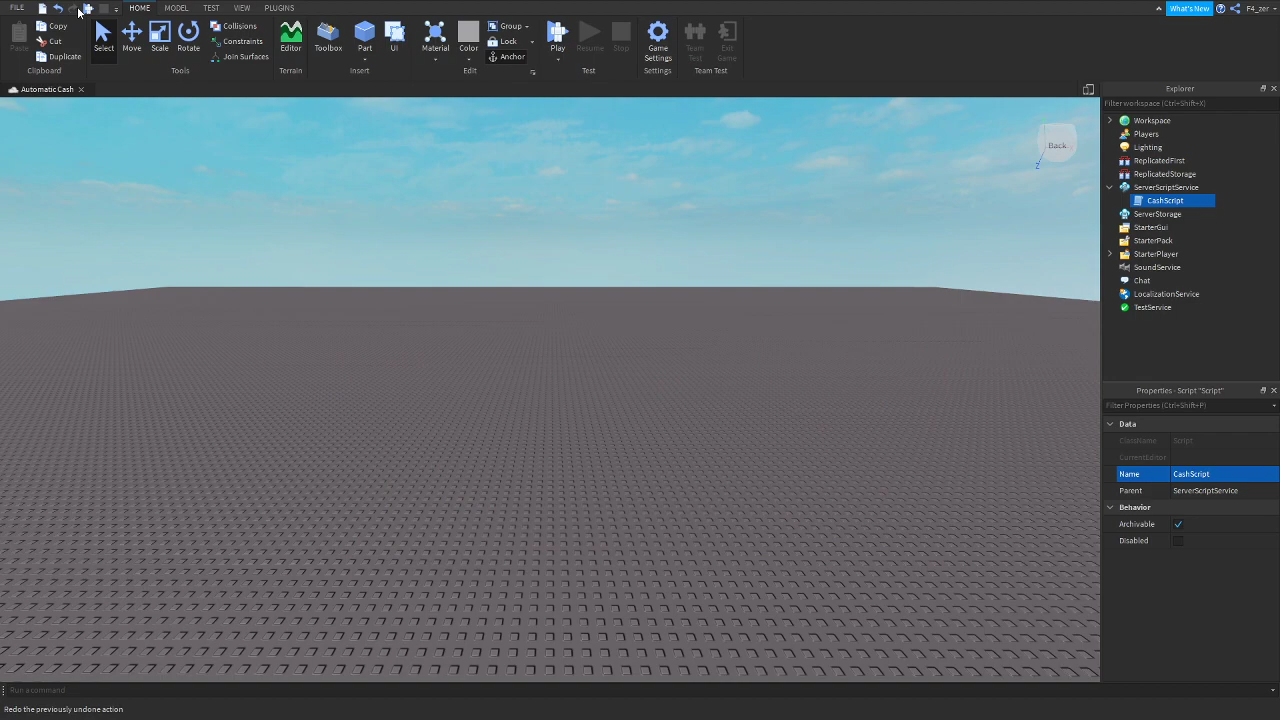 FILE HOME MODEL TEST VIEW PLUGINS What's New F4_zer
Copy Collisions Group
Cut Constraints Lock
Paste Duplicate Select Move Scale Rotate Join Surfaces Editor Toolbox Part UI Material Color Anchor Play Resume Stop Game Settings Team Test Exit Game
Clipboard Tools Terrain Insert Edit Test Settings Team Test
Automatic Cash Explorer
Filter workspace (Ctrl+Shift+X)
Workspace
Players
Back
Lighting
ReplicatedFirst
ReplicatedStorage
Z
ServerScriptService
CashScript
ServerStorage
StarterGui
StarterPack
StarterPlayer
SoundService
Chat
LocalizationService
TestService
Properties - Script "Script"
Filter Properties (Ctrl+Shift+P)
Data
ClassName Script
CurrentEditor
Name CashScript
Parent ServerScriptService
Behavior
Archivable
Disabled
Run a command
Redo the previously undone action